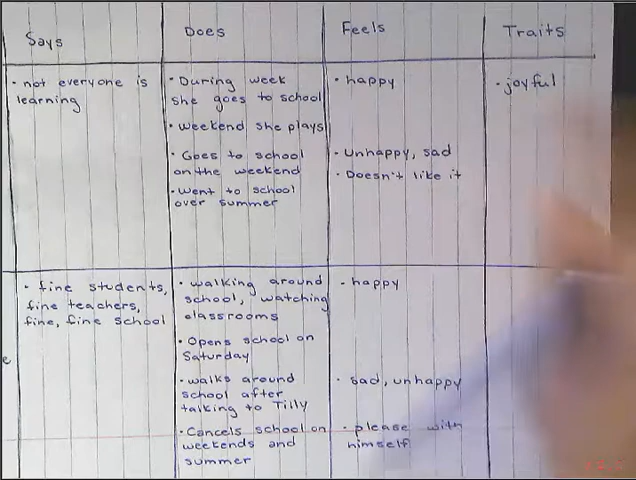 Says
Does
Feels
Traits
• not everyone is
learning
• During week
she goes to school
• weekend she plays
• Goes to school
on the weekend
• Went to school
over summer
• happy
• unhappy, sad
• Doesn't like it
• joyful
• fine students,
fine teachers,
fine, fine school
• walking around
school, watching
classrooms
• Opens school on
Saturday
• walks around
school after
talking to Tilly
• Cancels school on
weekends and
summer
• happy
• sad, unhappy
• please with
himself
e